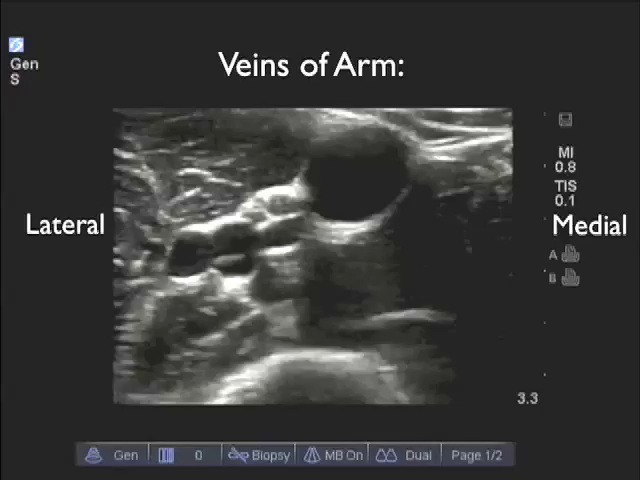 Veins of Arm:
Gen
S
MI
0.8
TIS
0.1
Lateral
Medial
A
B
3.3
Gen
0
Biopsy
MB On
Dual
Page 1/2